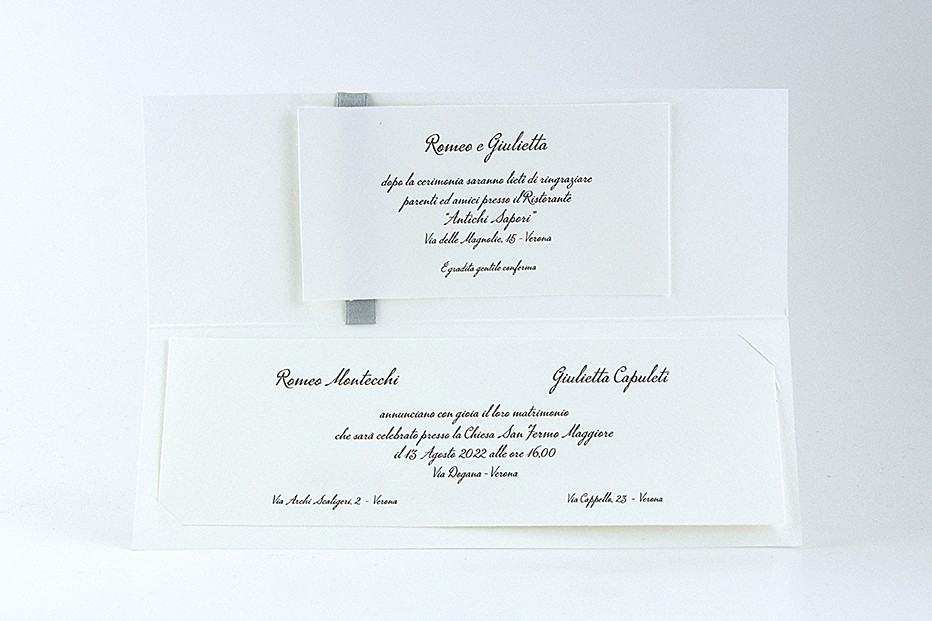 Romeo e Giulietta
dopo la cerimonia saranno lieti di ringraziare
parenti ed amici presso il Ristorante
"Antichi Sapori"
Via delle Magnolie, 15 - Verona
È gradita gentile conferma
Romeo Montecchi
Giulietta Capuleti
annunciano con gioia il loro matrimonio
che sarà celebrato presso la Chiesa San Fermo Maggiore
il 13 Agosto 2022 alle ore 16,00
Via Dogana - Verona
Via Archi Scaligeri, 2 - Verona
Via Cappello, 23 - Verona